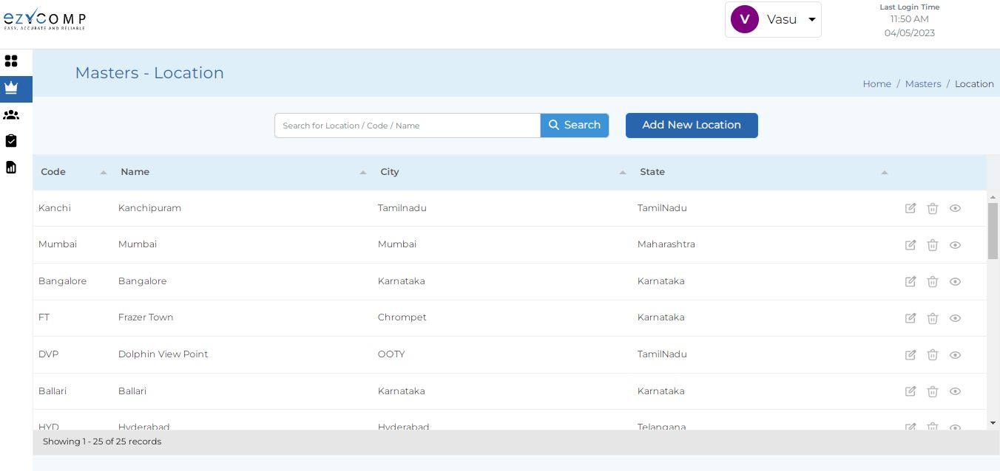 ezycomp
EASY, ACCURATE AND RELIABLE
V Vasu
Last Login Time
11:50 AM
04/05/2023
Masters - Location
Home / Masters / Location
Search for Location / Code / Name Search Add New Location
Code Name City State
Kanchi Kanchipuram Tamilnadu TamilNadu
Mumbai Mumbai Mumbai Maharashtra
Bangalore Bangalore Karnataka Karnataka
FT Frazer Town Chrompet Karnataka
DVP Dolphin View Point OOTY TamilNadu
Ballari Ballari Karnataka Karnataka
HYD Hyderabad Hyderabad Telangana
Showing 1 - 25 of 25 records